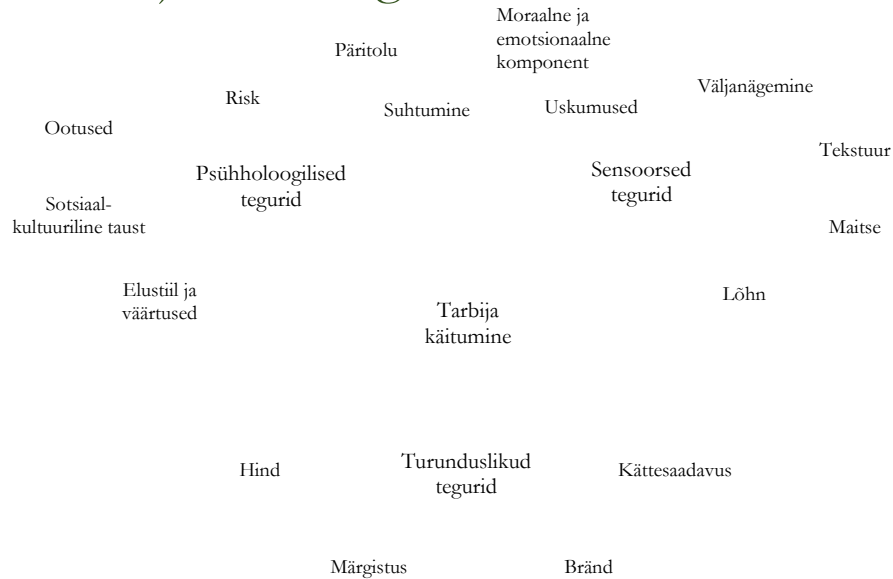 Moraalne ja
emotsionaalne
komponent
Päritolu
Väljanägemine
Risk
Suhtumine
Uskumused
Ootused
Tekstuur
Psühholoogilised
tegurid
Sensoorsed
tegurid
Sotsiaal-
kultuuriline taust
Maitse
Elustiil ja
väärtused
Lõhn
Tarbija
käitumine
Hind
Turunduslikud
tegurid
Kättesaadavus
Märgistus
Bränd